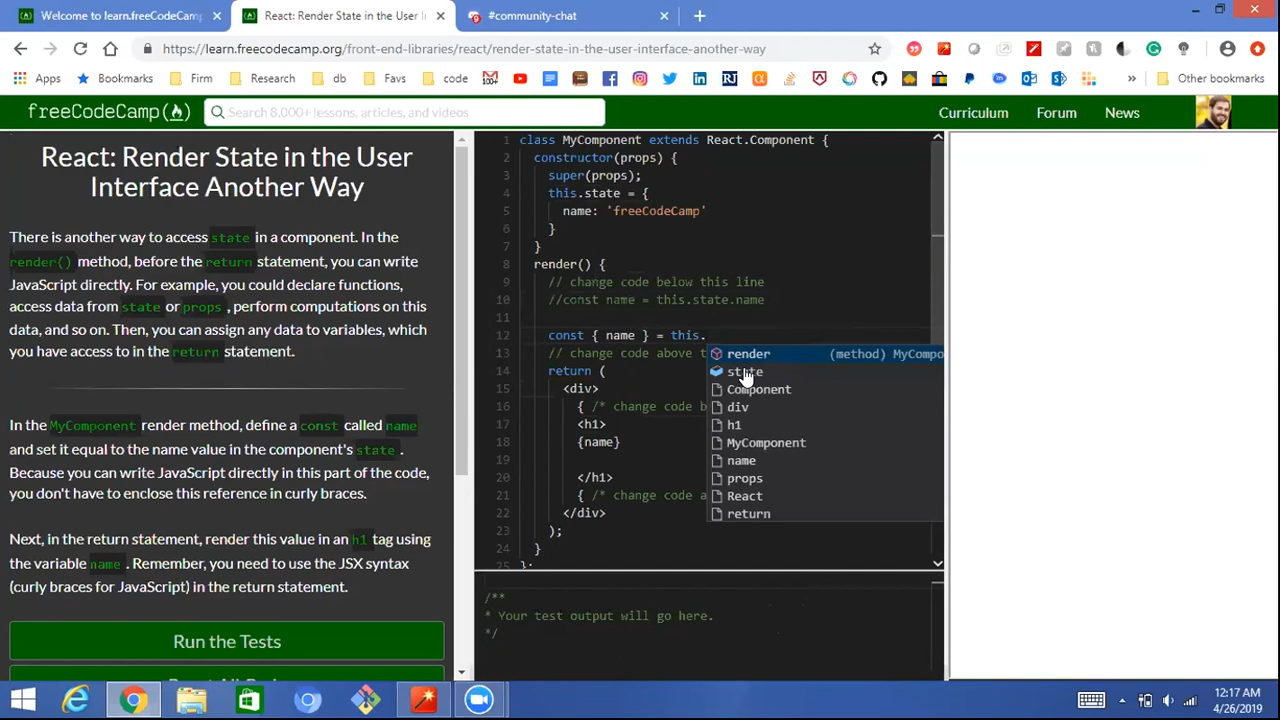 Welcome to learn.freeCodeCamp
React: Render State in the User I
#community-chat
https://learn.freecodecamp.org/front-end-libraries/react/render-state-in-the-user-interface-another-way
Apps
Bookmarks
Firm
Research
db
Favs
code
100+
RJ
»
Other bookmarks
freeCodeCamp
Search 8,000+ lessons, articles, and videos
Curriculum
Forum
News
React: Render State in the User
Interface Another Way
There is another way to access state in a component. In the
render() method, before the return statement, you can write
JavaScript directly. For example, you could declare functions,
access data from state or props , perform computations on this
data, and so on. Then, you can assign any data to variables, which
you have access to in the return statement.
In the MyComponent render method, define a const called name
and set it equal to the name value in the component's state .
Because you can write JavaScript directly in this part of the code,
you don't have to enclose this reference in curly braces.
Next, in the return statement, render this value in an h1 tag using
the variable name . Remember, you need to use the JSX syntax
(curly braces for JavaScript) in the return statement.
Run the Tests
1 class MyComponent extends React.Component {
2 constructor(props) {
3 super(props);
4 this.state = {
5 name: 'freeCodeCamp'
6 }
7 }
8 render() {
9 // change code below this line
10 //const name = this.state.name
11
12 const { name } = this.
13 // change code above t
14 return (
15 <div>
16 { /* change code b
17 <h1>
18 {name}
19
20 </h1>
21 { /* change code a
22 </div>
23 );
24 }
25 };
render (method) MyCompo
state
Component
div
h1
MyComponent
name
props
React
return
/**
* Your test output will go here.
*/
12:17 AM
4/26/2019